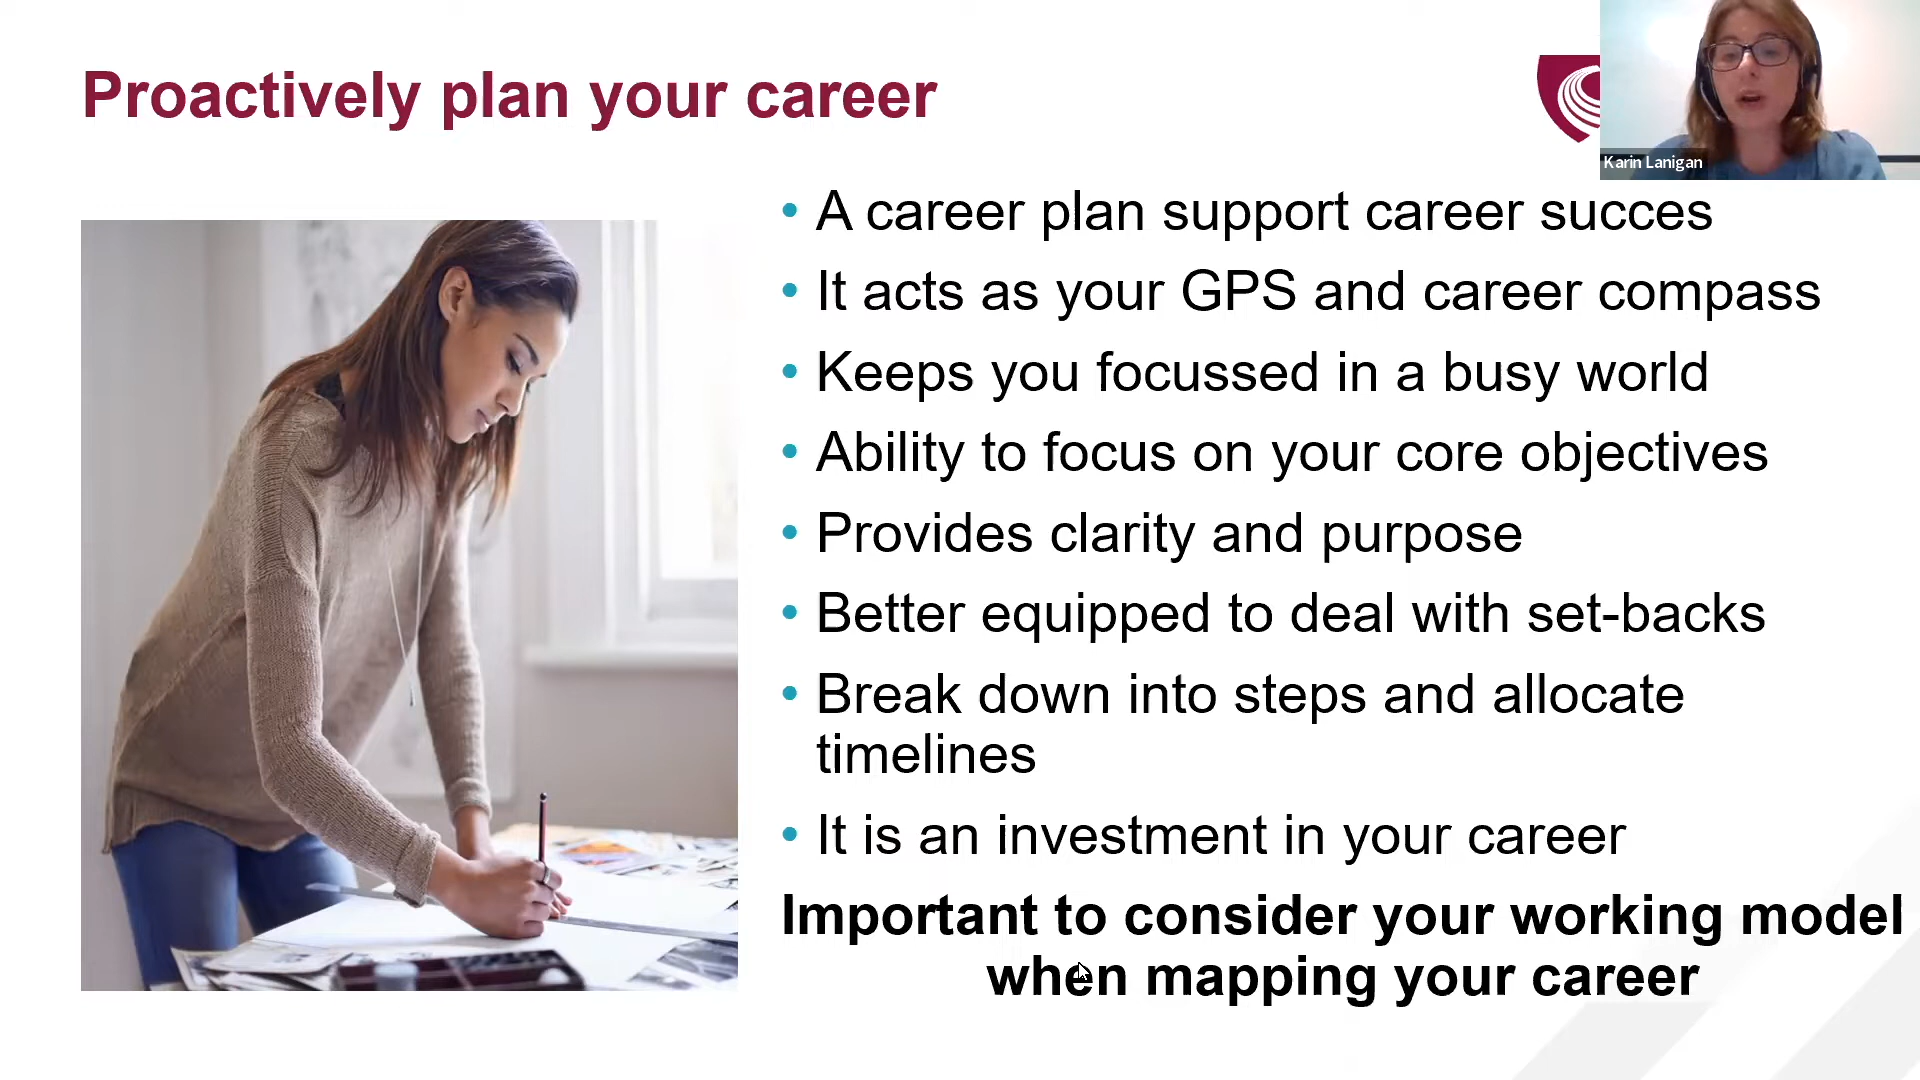 Proactively plan your career
Karin Lanigan
• A career plan support career succes
• It acts as your GPS and career compass
• Keeps you focussed in a busy world
• Ability to focus on your core objectives
• Provides clarity and purpose
• Better equipped to deal with set-backs
• Break down into steps and allocate
timelines
• It is an investment in your career
Important to consider your working model
when mapping your career